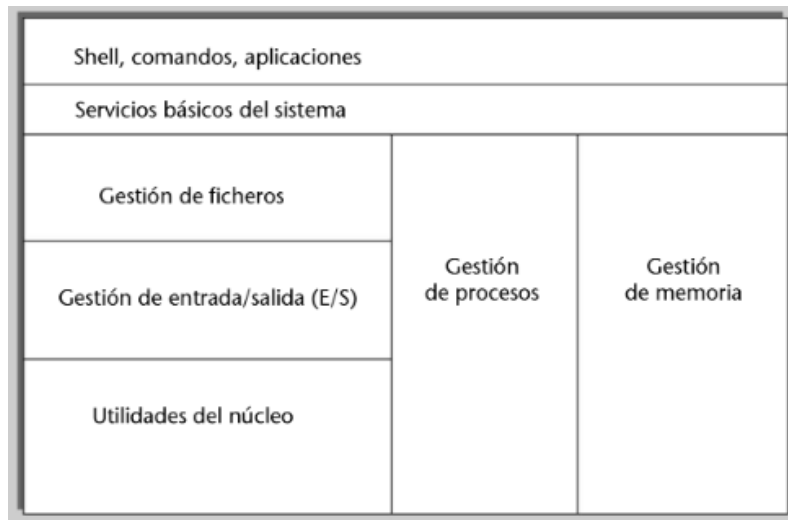 Shell, comandos, aplicaciones
Servicios básicos del sistema
Gestión de ficheros
Gestión de entrada/salida (E/S)
Utilidades del núcleo
Gestión
de procesos
Gestión
de memoria